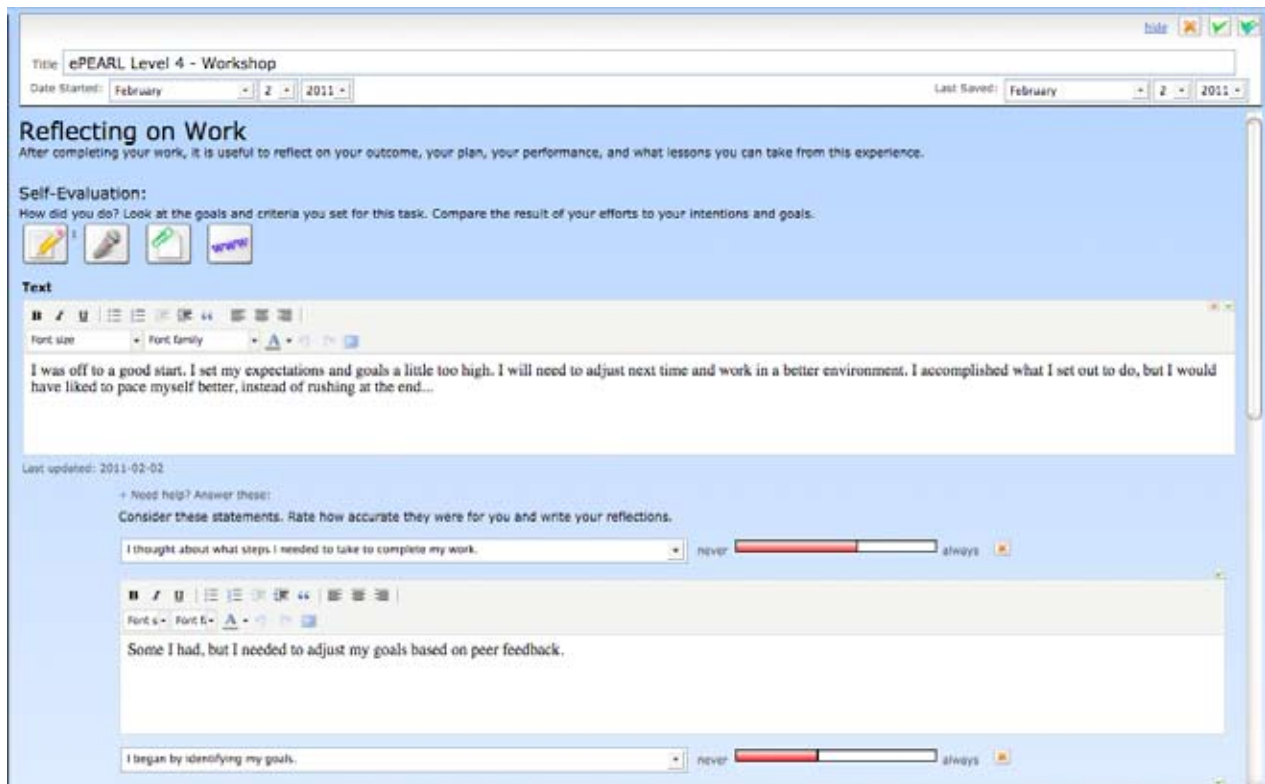 hide
Title ePEARL Level 4 - Workshop
Date Started: February 2 2011 Last Saved: February 2 2011
Reflecting on Work
After completing your work, it is useful to reflect on your outcome, your plan, your performance, and what lessons you can take from this experience.
Self-Evaluation:
How did you do? Look at the goals and criteria you set for this task. Compare the result of your efforts to your intentions and goals.
1 www
Text
B I U
Font size Font family A
I was off to a good start. I set my expectations and goals a little too high. I will need to adjust next time and work in a better environment. I accomplished what I set out to do, but I would
have liked to pace myself better, instead of rushing at the end...
Last updated: 2011-02-02
+ Need help? Answer these:
Consider these statements. Rate how accurate they were for you and write your reflections.
I thought about what steps I needed to take to complete my work. never always
B I U
Font s Font f A
Some I had, but I needed to adjust my goals based on peer feedback.
I began by identifying my goals. never always